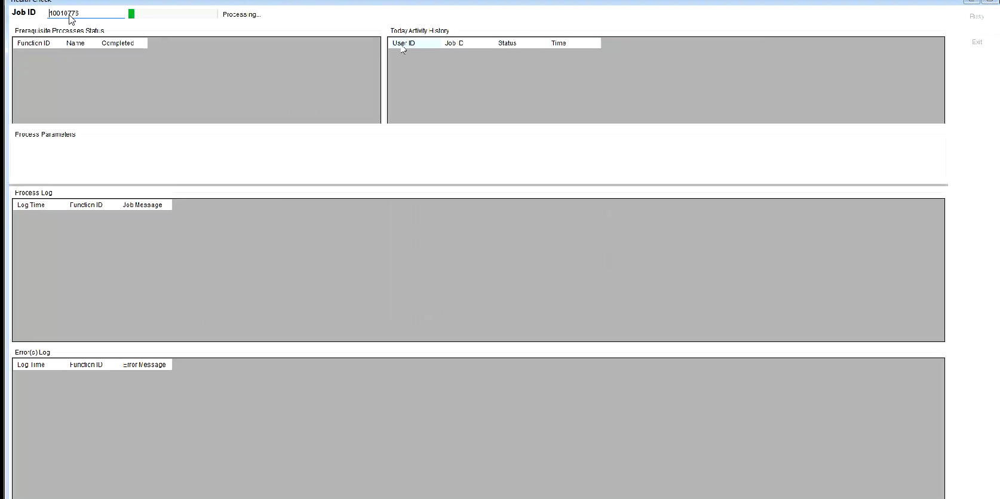 Health Check
Job ID 10010776 Processing...
Busy
Exit
Prerequisite Processes Status
Function ID Name Completed
Today Activity History
User ID Job ID Status Time
Process Parameters
Process Log
Log Time Function ID Job Message
Error(s) Log
Log Time Function ID Error Message